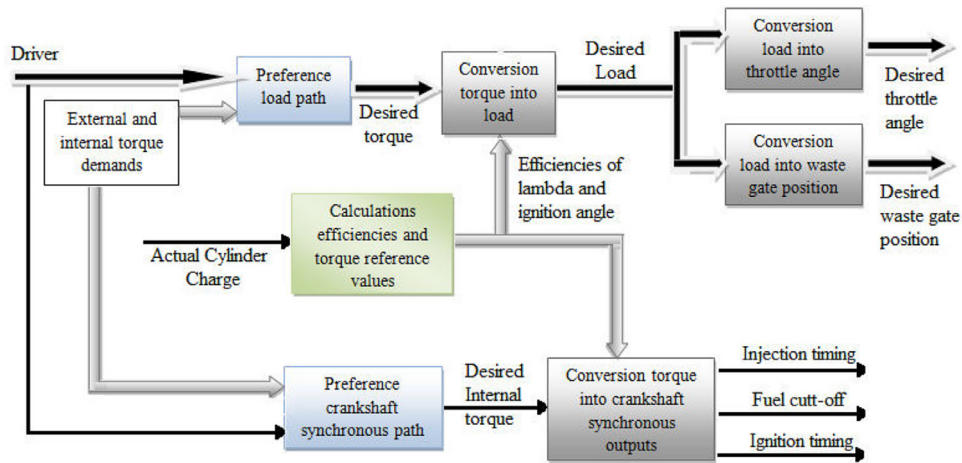 Driver
Preference
load path
External and
internal torque
demands
Desired
torque
Conversion
torque into
load
Desired
Load
Conversion
load into
throttle angle
Desired
throttle
angle
Conversion
load into waste
gate position
Desired
waste gate
position
Efficiencies of
lambda and
ignition angle
Calculations
efficiencies and
torque reference
values
Actual Cylinder
Charge
Preference
crankshaft
synchronous path
Desired
Internal
torque
Conversion torque
into crankshaft
synchronous
outputs
Injection timing
Fuel cutt-off
Ignition timing